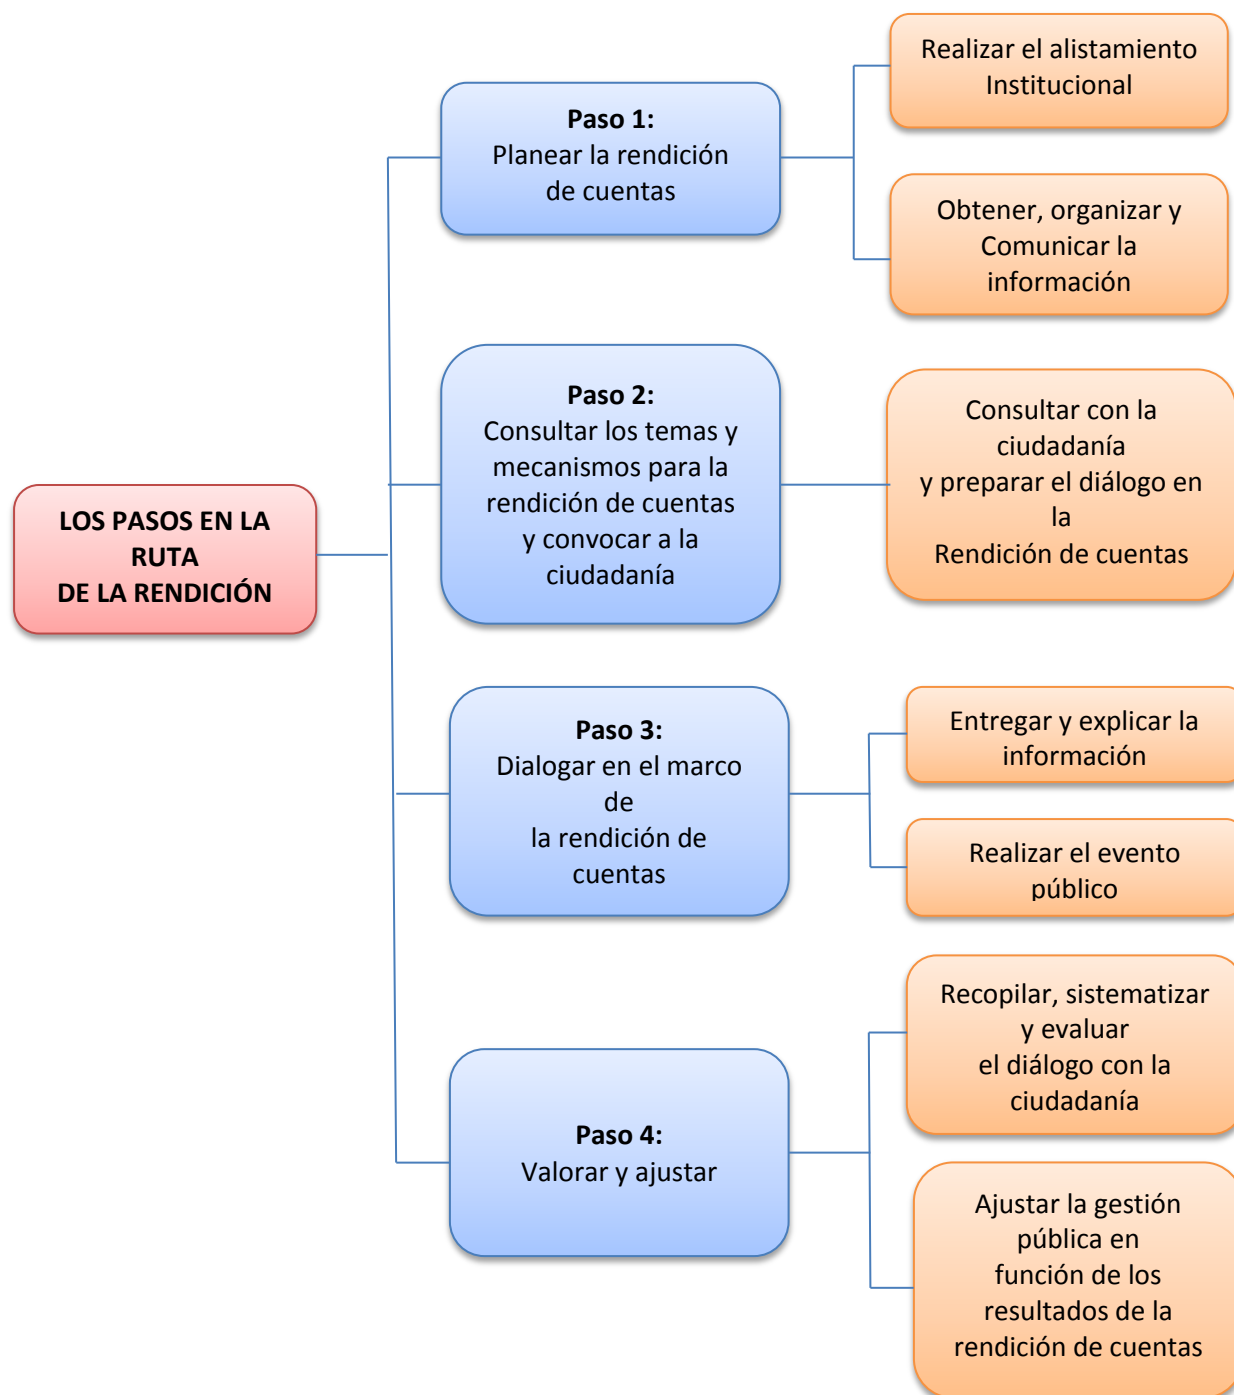 LOS PASOS EN LA
RUTA
DE LA RENDICIÓN
Paso 1:
Planear la rendición
de cuentas
Realizar el alistamiento
Institucional
Obtener, organizar y
Comunicar la
información
Paso 2:
Consultar los temas y
mecanismos para la
rendición de cuentas
y convocar a la
ciudadanía
Consultar con la
ciudadanía
y preparar el diálogo en
la
Rendición de cuentas
Paso 3:
Dialogar en el marco
de
la rendición de
cuentas
Entregar y explicar la
información
Realizar el evento
público
Paso 4:
Valorar y ajustar
Recopilar, sistematizar
y evaluar
el diálogo con la
ciudadanía
Ajustar la gestión
pública en
función de los
resultados de la
rendición de cuentas